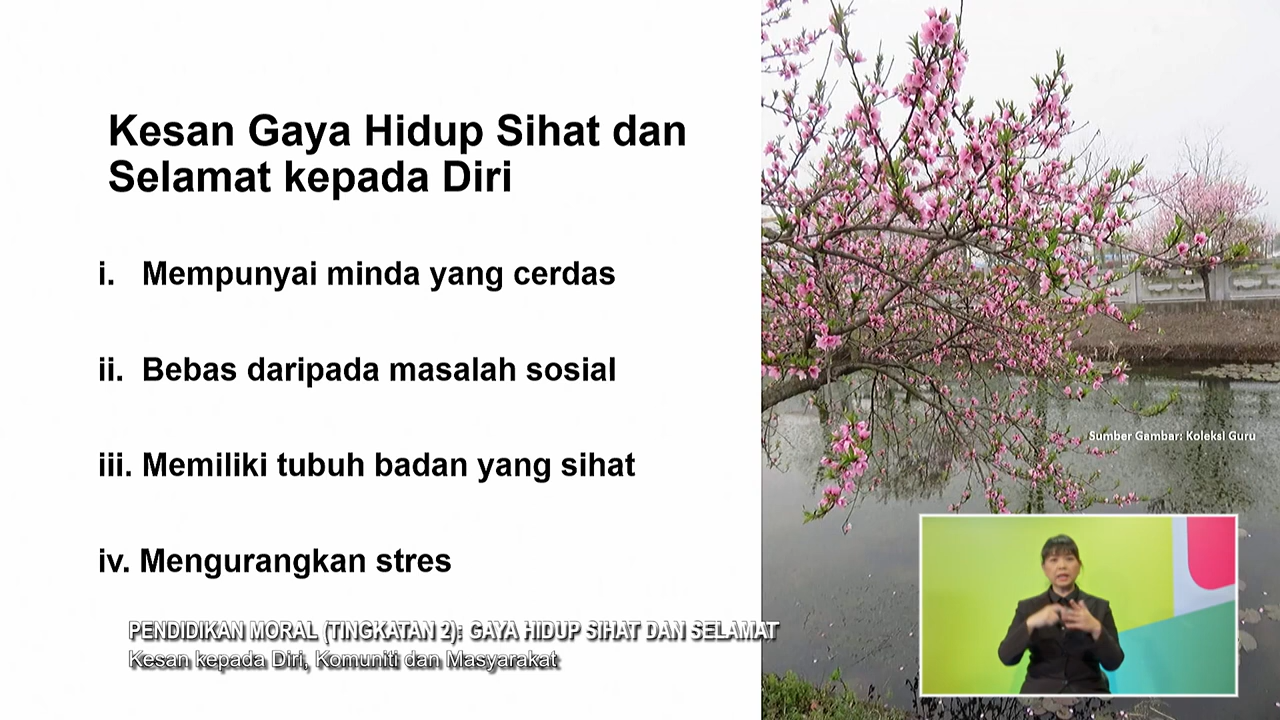 Kesan Gaya Hidup Sihat dan
Selamat kepada Diri
i. Mempunyai minda yang cerdas
ii. Bebas daripada masalah sosial
iii. Memiliki tubuh badan yang sihat
iv. Mengurangkan stres
Sumber Gambar: Koleksi Guru
PENDIDIKAN MORAL (TINGKATAN 2): GAYA HIDUP SIHAT DAN SELAMAT
Kesan kepada Diri, Komuniti dan Masyarakat